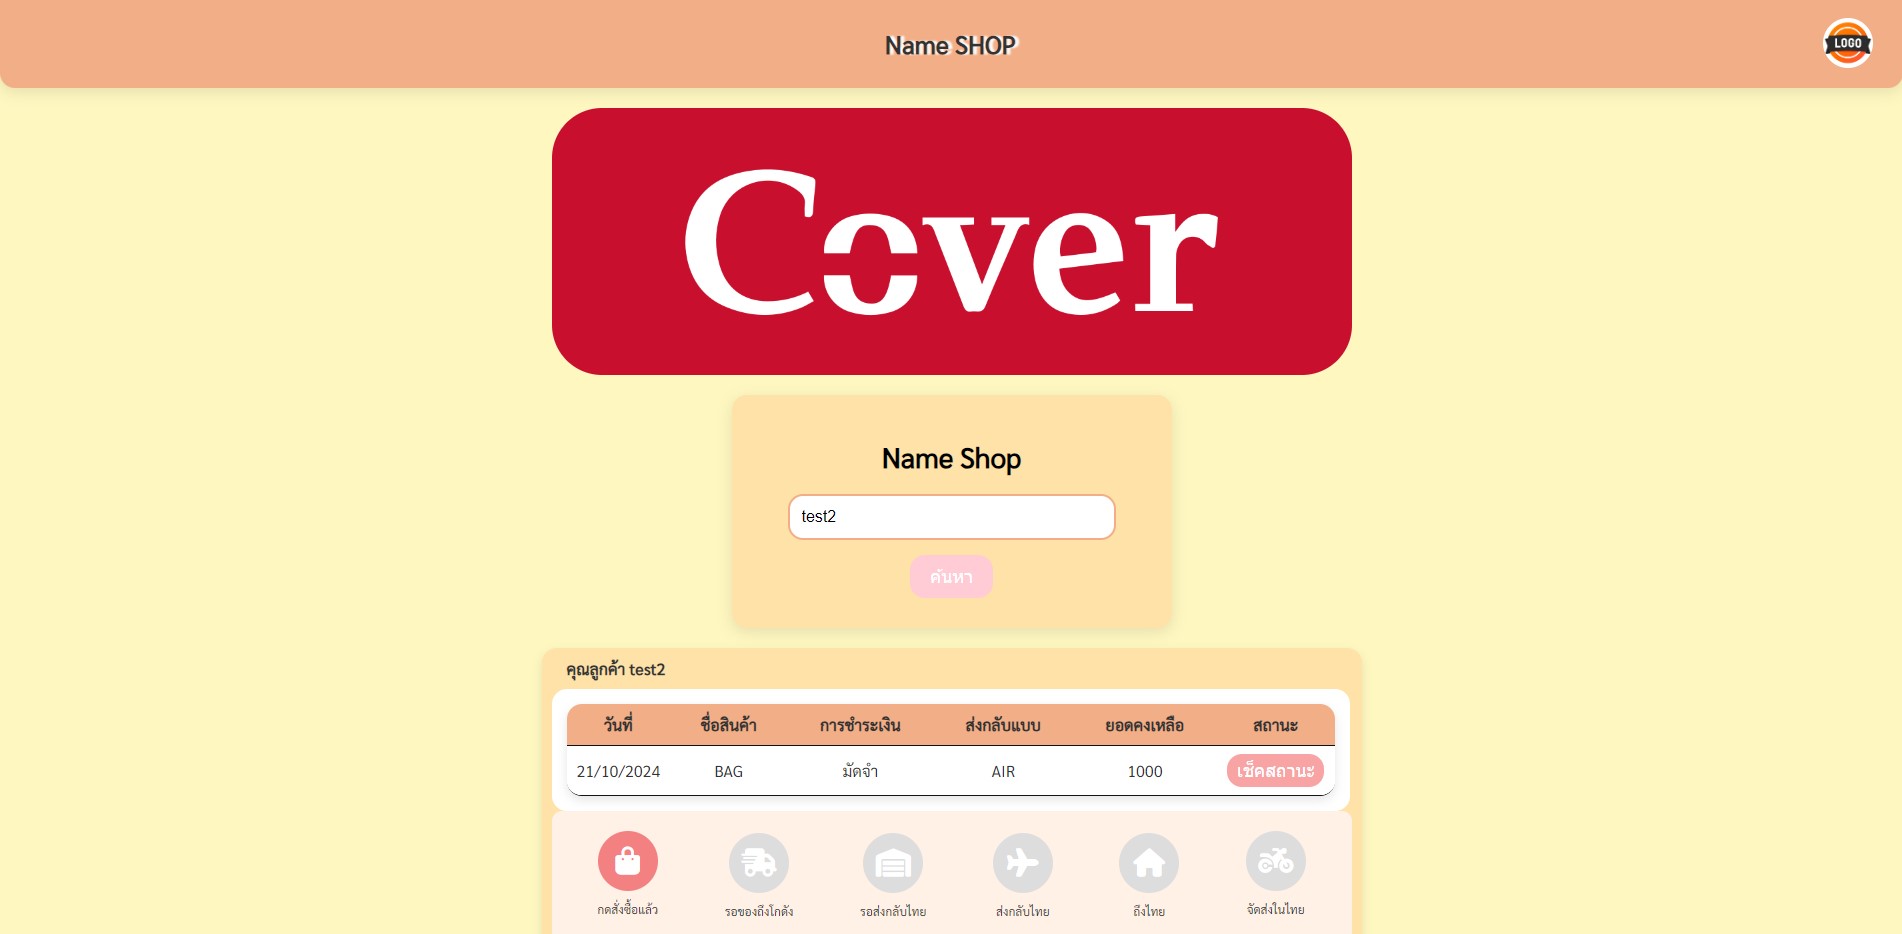 Name SHOP
LOGO
Cover
Name Shop
test2
ค้นหา
คุณลูกค้า test2
วันที่ ชื่อสินค้า การชำระเงิน ส่งกลับแบบ ยอดคงเหลือ สถานะ
21/10/2024 BAG มัดจำ AIR 1000 เช็คสถานะ
กดสั่งซื้อแล้ว รอของถึงโกดัง รอส่งกลับไทย ส่งกลับไทย ถึงไทย จัดส่งในไทย